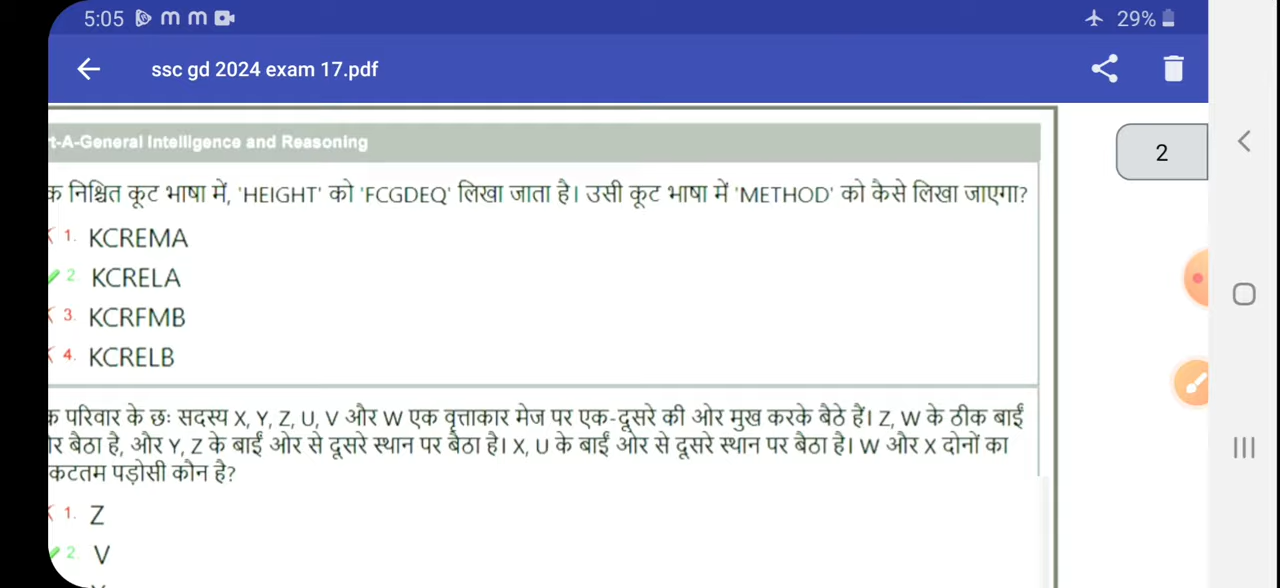 5:05 29%
ssc gd 2024 exam 17.pdf
t-A-General Intelligence and Reasoning
2
क निश्चित कूट भाषा में, 'HEIGHT' को 'FCGDEQ' लिखा जाता है। उसी कूट भाषा में 'METHOD' को कैसे लिखा जाएगा?
1. KCREMA
2 KCRELA
3. KCRFMB
4. KCRELB
क परिवार के छः सदस्य X, Y, Z, U, V और W एक वृत्ताकार मेज पर एक-दूसरे की ओर मुख करके बैठे हैं। Z, W के ठीक बाईं
र बैठा है, और Y, Z के बाईं ओर से दूसरे स्थान पर बैठा है। X, U के बाईं ओर से दूसरे स्थान पर बैठा है। W और X दोनों का
कटतम पड़ोसी कौन है?
1. Z
2. V